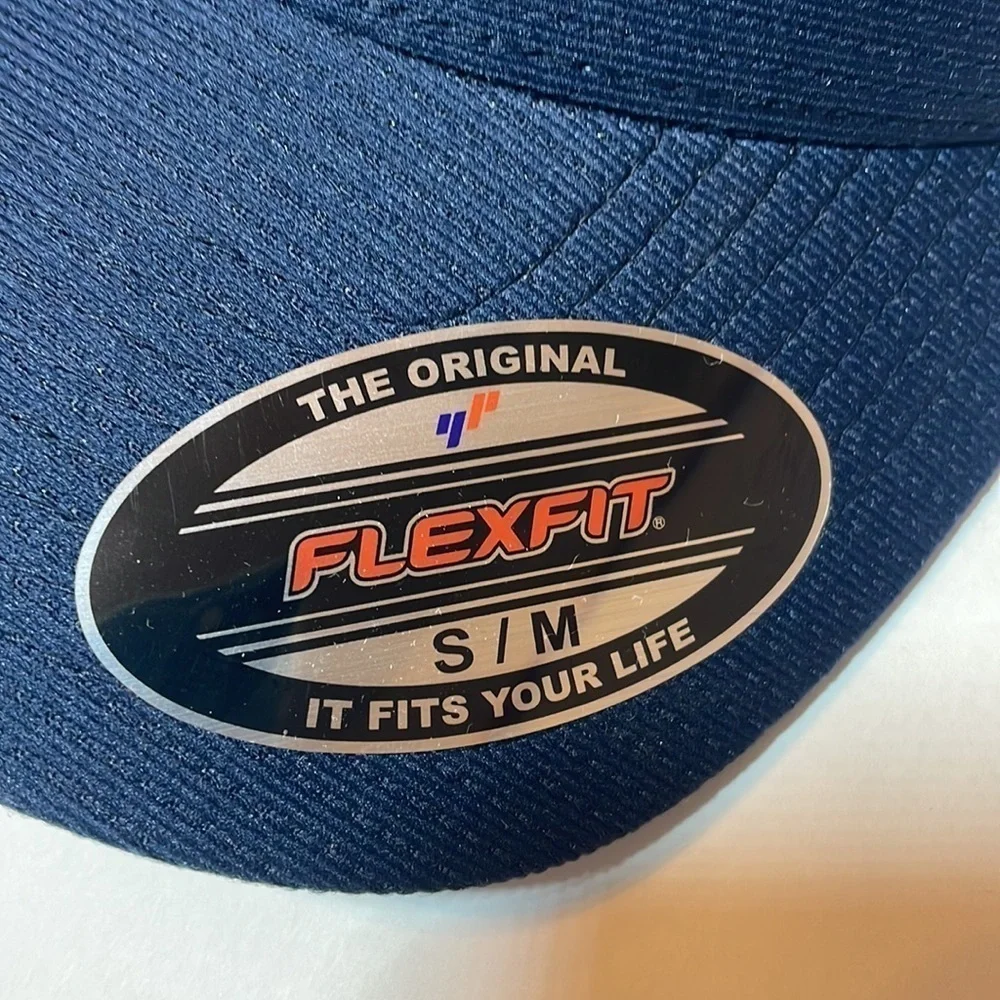 THE ORIGINAL
FLEXFIT®
S / M
IT FITS YOUR LIFE